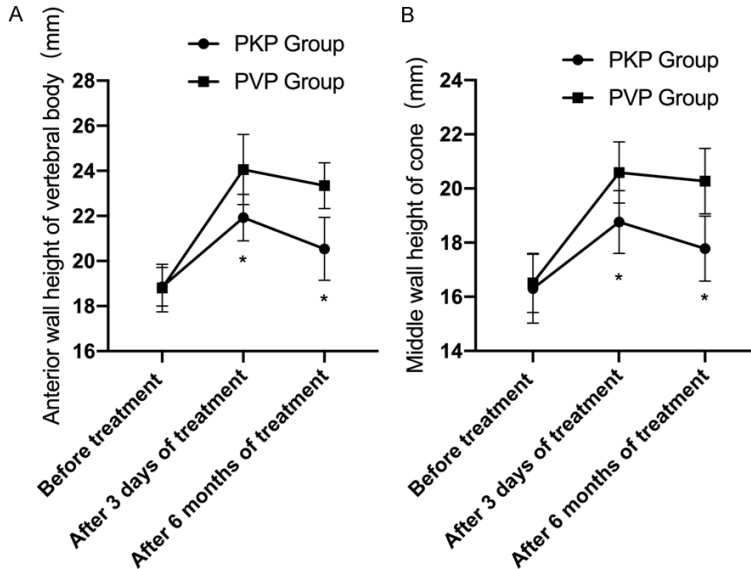 A
PKP Group
PVP Group
Anterior wall height of vertebral body (mm)
28
26
24
22
20
18
16
*
*
Before treatment
After 3 days of treatment
After 6 months of treatment
B
PKP Group
PVP Group
Middle wall height of cone (mm)
24
22
20
18
16
14
*
*
Before treatment
After 3 days of treatment
After 6 months of treatment